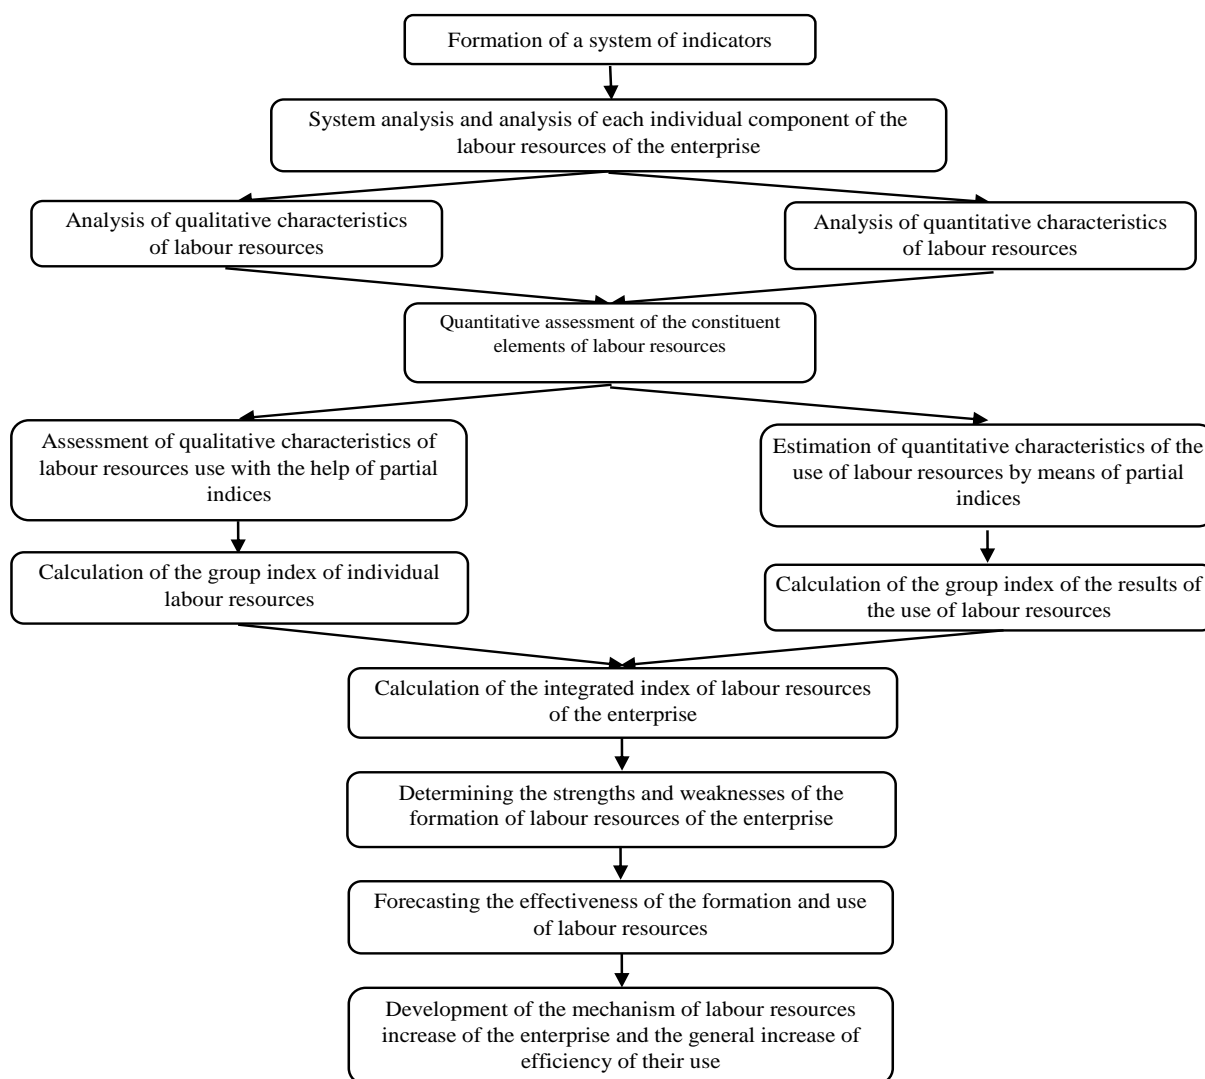 Formation of a system of indicators
System analysis and analysis of each individual component of the
labour resources of the enterprise
Analysis of qualitative characteristics
of labour resources
Analysis of quantitative characteristics
of labour resources
Quantitative assessment of the constituent
elements of labour resources
Assessment of qualitative characteristics of
labour resources use with the help of partial
indices
Estimation of quantitative characteristics of the
use of labour resources by means of partial
indices
Calculation of the group index of individual
labour resources
Calculation of the group index of the results of
the use of labour resources
Calculation of the integrated index of labour resources
of the enterprise
Determining the strengths and weaknesses of the
formation of labour resources of the enterprise
Forecasting the effectiveness of the formation and use
of labour resources
Development of the mechanism of labour resources
increase of the enterprise and the general increase of
efficiency of their use